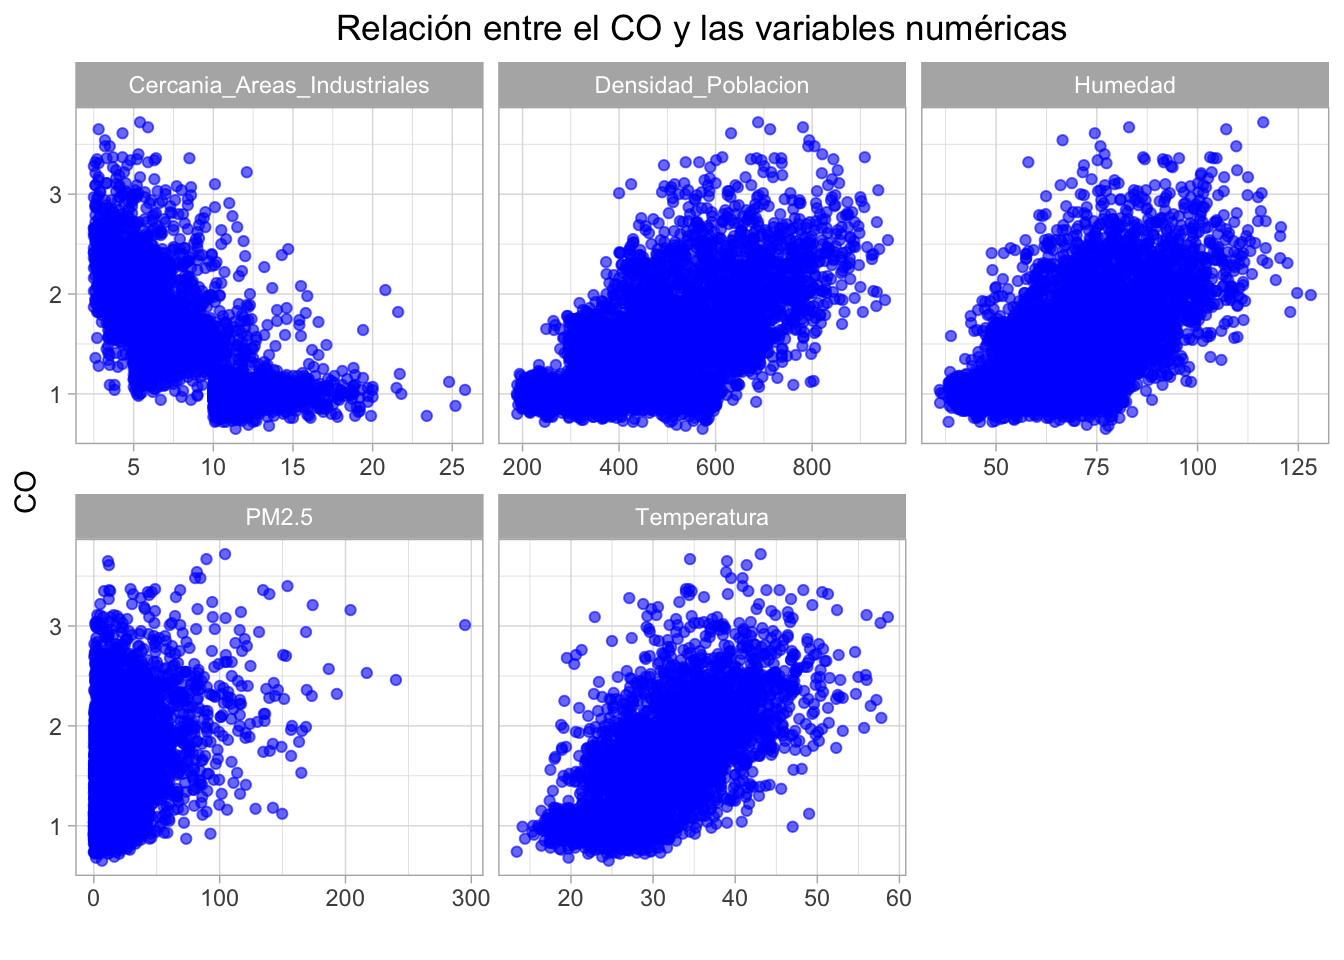 Relación entre el CO y las variables numéricas
Cercania_Areas_Industriales
Densidad_Poblacion
Humedad
3
2
1
5 10 15 20 25
200 400 600 800
50 75 100 125
CO
PM2.5
Temperatura
3
2
1
0 100 200 300
20 30 40 50 60